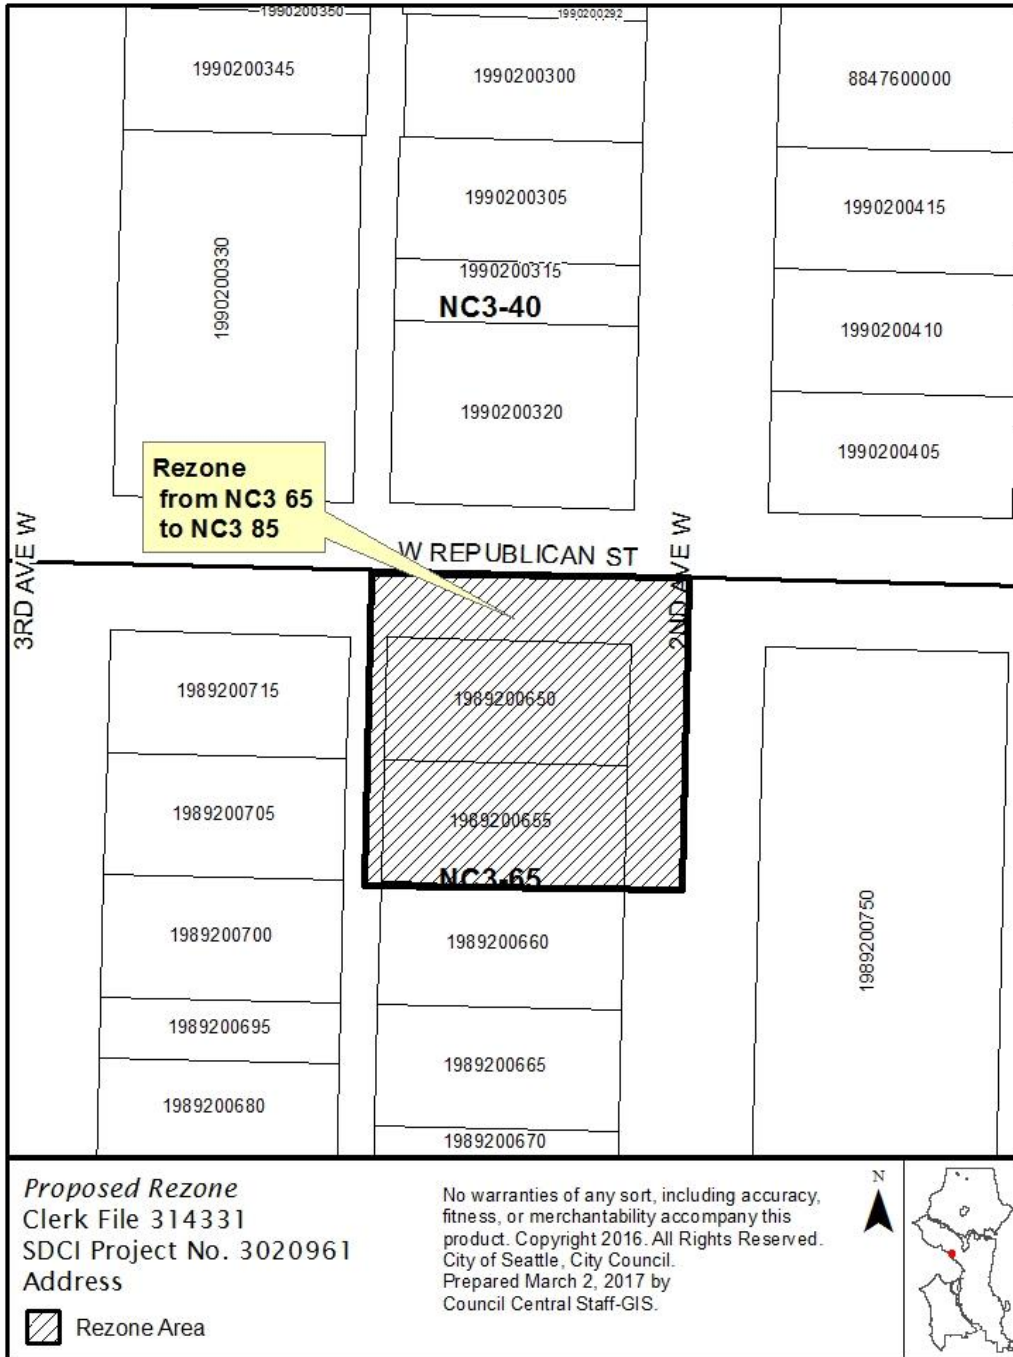 1990200350
1990200292
1990200345
1990200300
8847600000
1990200305
1990200415
1990200330
1990200315
NC3-40
1990200410
1990200320
1990200405
Rezone
from NC3 65
to NC3 85
3RD AVE W
W REPUBLICAN ST
2ND AVE W
1989200715
1989200650
1989200705
1989200655
NC3-65
1989200700
1989200660
1989200750
1989200695
1989200665
1989200680
1989200670
Proposed Rezone
Clerk File 314331
SDCI Project No. 3020961
Address
Rezone Area
No warranties of any sort, including accuracy,
fitness, or merchantability accompany this
product. Copyright 2016. All Rights Reserved.
City of Seattle, City Council.
Prepared March 2, 2017 by
Council Central Staff-GIS.
N